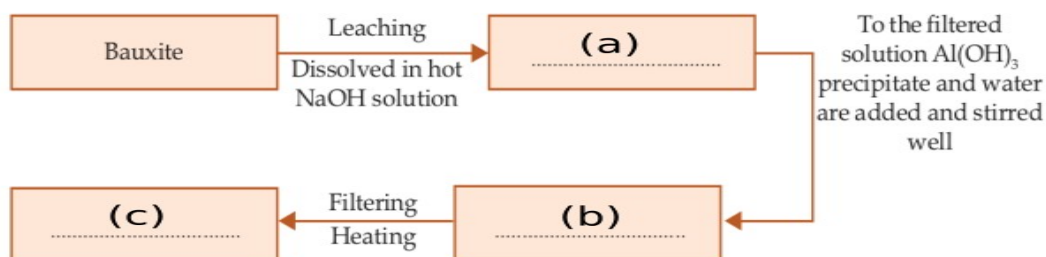 Bauxite
Leaching
Dissolved in hot
NaOH solution
(a)
To the filtered
solution Al(OH)₃
precipitate and water
are added and stirred
well
(b)
Filtering
Heating
(c)